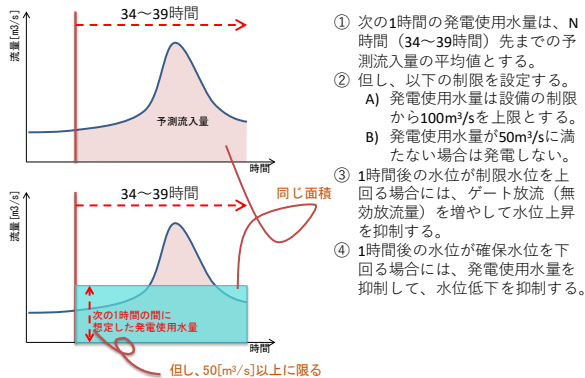 34～39時間
流量[m3/s]
予測流入量
時間
34～39時間
同じ面積
流量[m3/s]
次の1時間の間に
想定した発電使用水量
時間
但し、50[m³/s]以上に限る
① 次の1時間の発電使用水量は、N
時間（34～39時間）先までの予
測流入量の平均値とする。
② 但し、以下の制限を設定する。
A) 発電使用水量は設備の制限
から100m³/sを上限とする。
B) 発電使用水量が50m³/sに満
たない場合は発電しない。
③ 1時間後の水位が制限水位を上
回る場合には、ゲート放流（無
効放流量）を増やして水位上昇
を抑制する。
④ 1時間後の水位が確保水位を下
回る場合には、発電使用水量を
抑制して、水位低下を抑制する。